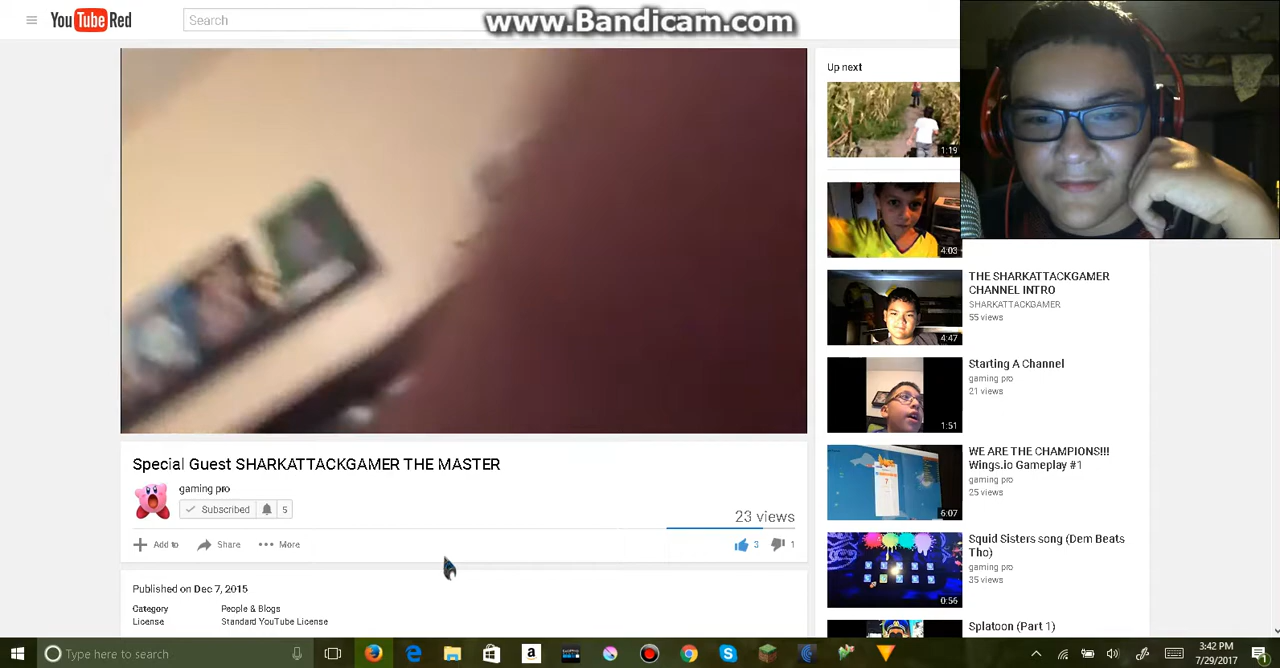 YouTube Red
Search
www.Bandicam.com
Up next
1:19
4:03
THE SHARKATTACKGAMER
CHANNEL INTRO
SHARKATTACKGAMER
55 views
4:47
Starting A Channel
gaming pro
21 views
1:51
WE ARE THE CHAMPIONS!!!
Wings.io Gameplay #1
gaming pro
25 views
7
6:07
Squid Sisters song (Dem Beats
Tho)
gaming pro
35 views
0:56
Splatoon (Part 1)
Special Guest SHARKATTACKGAMER THE MASTER
gaming pro
Subscribed 5
23 views
Add to Share More 3 1
Published on Dec 7, 2015
Category People & Blogs
License Standard YouTube License
Type here to search
3:42 PM
7/29/2017